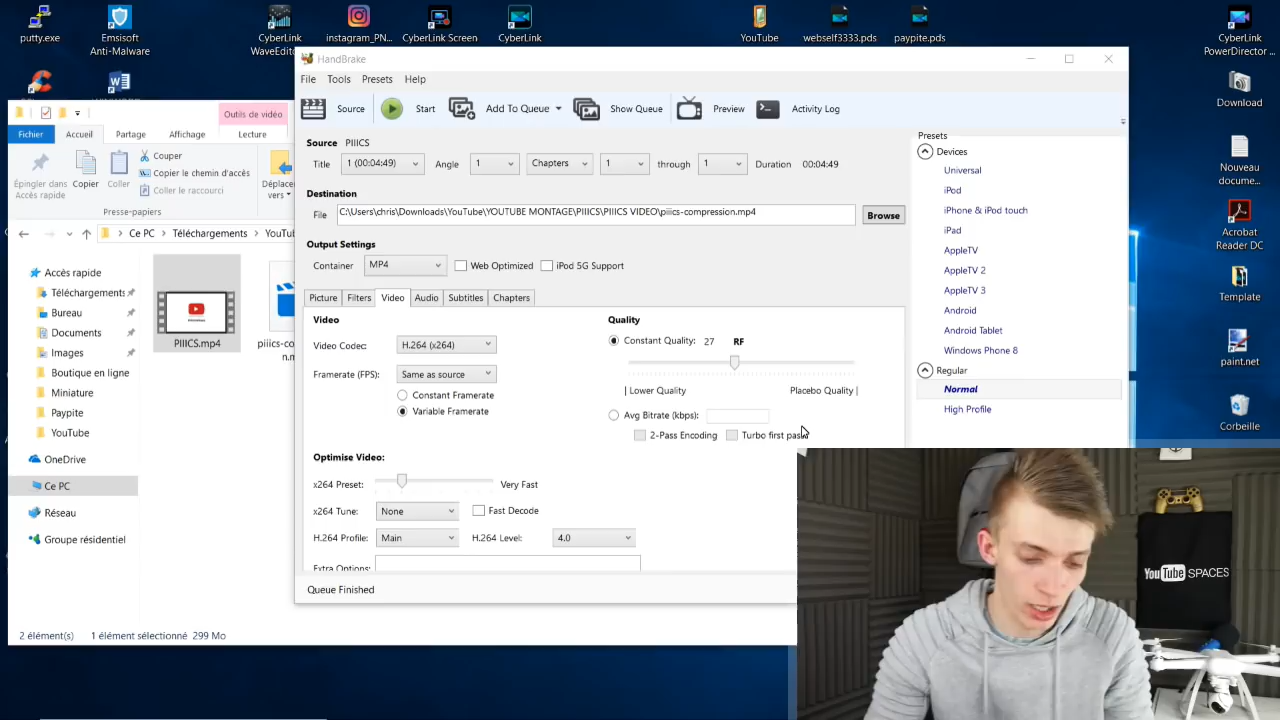 putty.exe
Emsisoft
Anti-Malware
CyberLink
WaveEditor
instagram_PN...
CyberLink Screen
CyberLink
YouTube
webself3333.pds
paypite.pds
CyberLink
PowerDirector ...
HandBrake
File Tools Presets Help
Source Start Add To Queue Show Queue Preview Activity Log
Source PIIICS
Title 1 (00:04:49) Angle 1 Chapters 1 through 1 Duration 00:04:49
Destination
File C:\Users\chris\Downloads\YouTube\YOUTUBE MONTAGE\PIIICS\PIIICS VIDEO\piiics-compression.mp4 Browse
Output Settings
Container MP4 Web Optimized iPod 5G Support
Picture Filters Video Audio Subtitles Chapters
Video
Video Codec: H.264 (x264)
Framerate (FPS): Same as source
Constant Framerate
Variable Framerate
Quality
Constant Quality: 27 RF
| Lower Quality Placebo Quality |
Avg Bitrate (kbps):
2-Pass Encoding Turbo first pass
Optimise Video:
x264 Preset: Very Fast
x264 Tune: None Fast Decode
H.264 Profile: Main H.264 Level: 4.0
Extra Options:
Queue Finished
Presets
Devices
Universal
iPod
iPhone & iPod touch
iPad
AppleTV
AppleTV 2
AppleTV 3
Android
Android Tablet
Windows Phone 8
Regular
Normal
High Profile
Outils de vidéo
Fichier Accueil Partage Affichage Lecture
Épingler dans
Accès rapide
Copier
Coller
Couper
Copier le chemin d'accès
Coller le raccourci
Déplacer
vers
Presse-papiers
Ce PC Téléchargements YouTu
Accès rapide
Téléchargements
Bureau
Documents
Images
Boutique en ligne
Miniature
Paypite
YouTube
OneDrive
Ce PC
Réseau
Groupe résidentiel
PIIICS.mp4
piiics-co
n.m
2 élément(s) 1 élément sélectionné 299 Mo
Download
Nouveau
docume...
Acrobat
Reader DC
Template
paint.net
Corbeille
YouTube SPACES